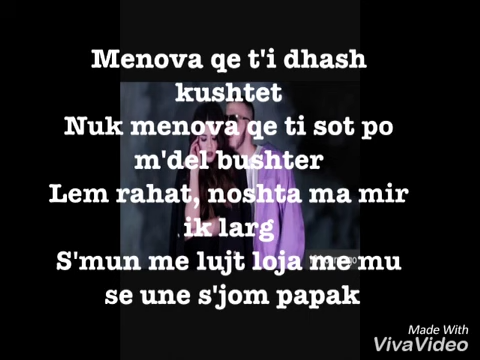 Menova qe t'i dhash
kushtet
Nuk menova qe ti sot po
m'del bushter
Lem rahat, noshta ma mir
ik larg
S'mun me lujt loja me mu
se une s'jom papak
Made With
VivaVideo